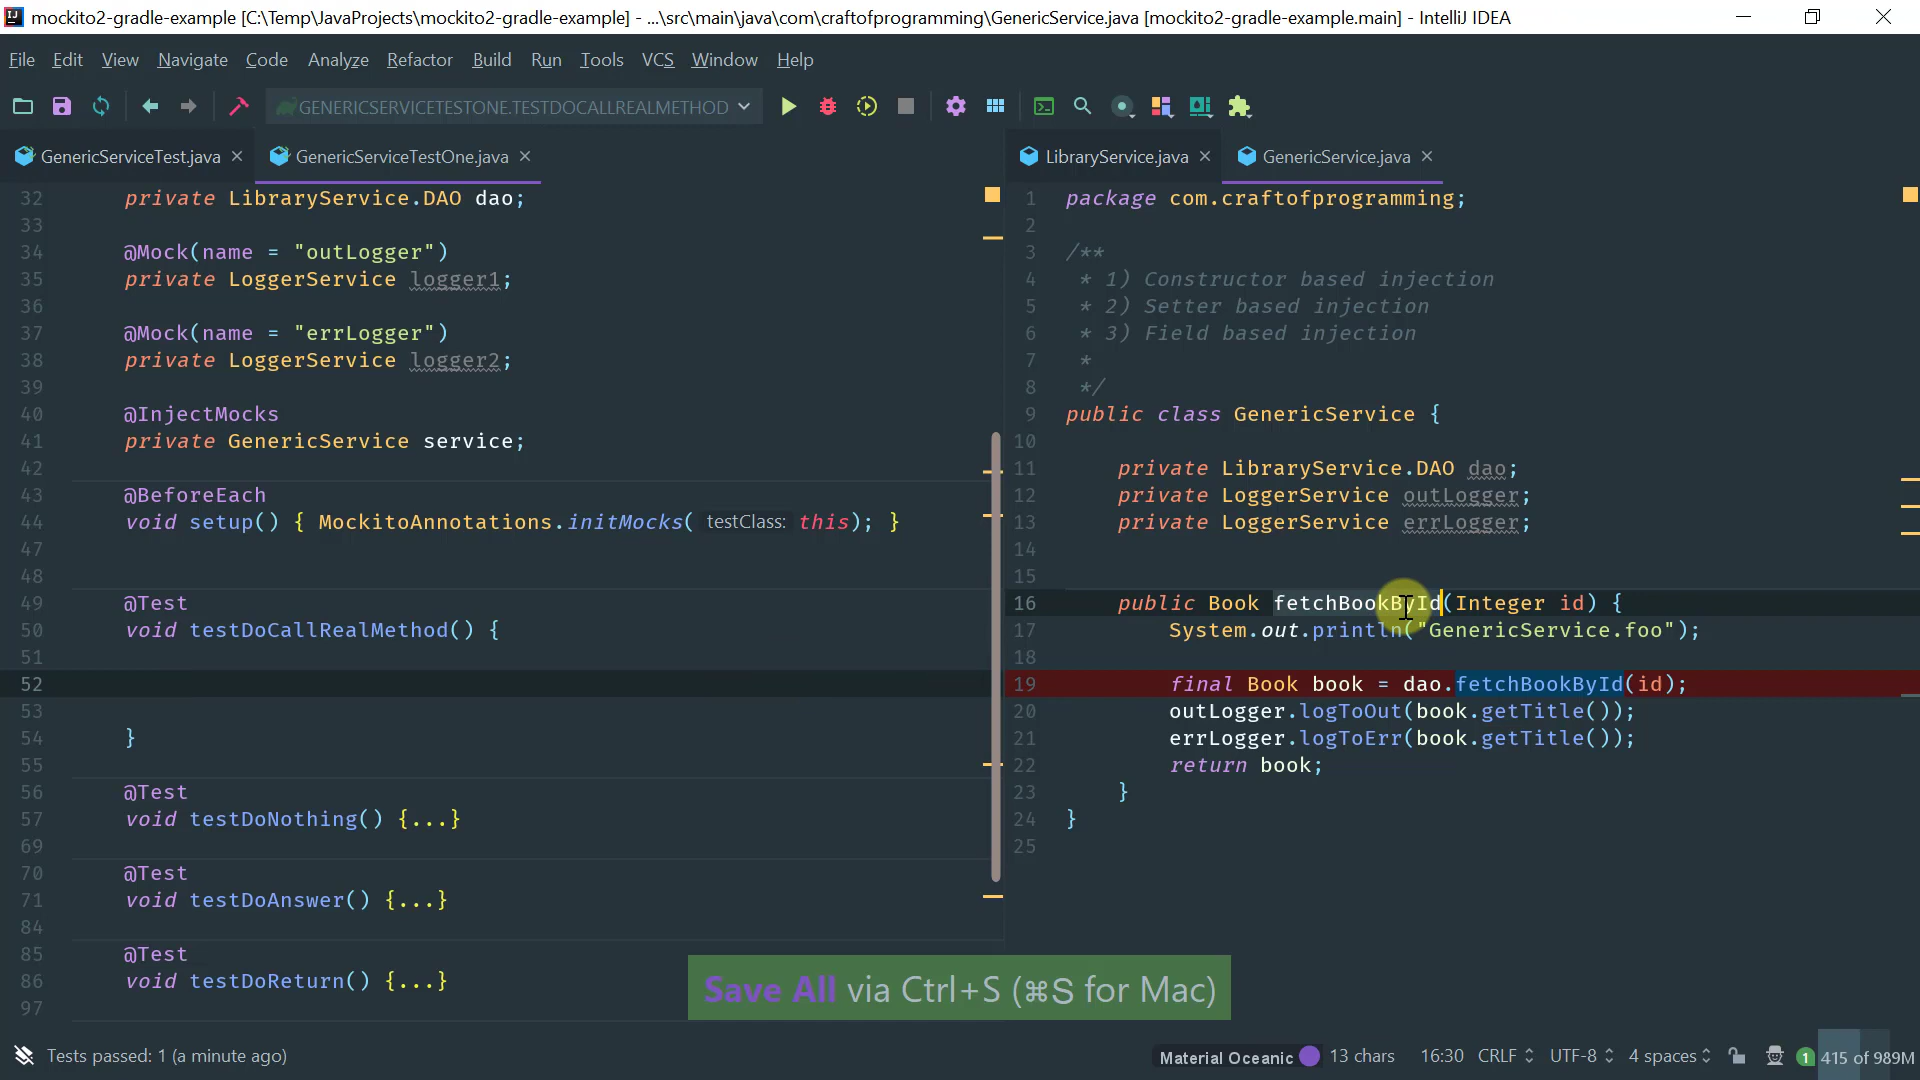 mockito2-gradle-example [C:\Temp\JavaProjects\mockito2-gradle-example] - ...\src\main\java\com\craftofprogramming\GenericService.java [mockito2-gradle-example.main] - IntelliJ IDEA
File Edit View Navigate Code Analyze Refactor Build Run Tools VCS Window Help
GENERICSERVICETESTONE.TESTDOCALLREALMETHOD
GenericServiceTest.java
GenericServiceTestOne.java
32 private LibraryService.DAO dao;
33
34 @Mock(name = "outLogger")
35 private LoggerService logger1;
36
37 @Mock(name = "errLogger")
38 private LoggerService logger2;
39
40 @InjectMocks
41 private GenericService service;
42
43 @BeforeEach
44 void setup() { MockitoAnnotations.initMocks( testClass: this); }
47
48
49 @Test
50 void testDoCallRealMethod() {
51
52
53
54 }
55
56 @Test
57 void testDoNothing() {...}
69
70 @Test
71 void testDoAnswer() {...}
84
85 @Test
86 void testDoReturn() {...}
97
LibraryService.java
GenericService.java
1 package com.craftofprogramming;
2
3 /**
4 * 1) Constructor based injection
5 * 2) Setter based injection
6 * 3) Field based injection
7 *
8 */
9 public class GenericService {
10
11 private LibraryService.DAO dao;
12 private LoggerService outLogger;
13 private LoggerService errLogger;
14
15
16 public Book fetchBookById(Integer id) {
17 System.out.println("GenericService.foo");
18
19 final Book book = dao.fetchBookById(id);
20 outLogger.logToOut(book.getTitle());
21 errLogger.logToErr(book.getTitle());
22 return book;
23 }
24 }
25
Save All via Ctrl+S (⌘S for Mac)
Tests passed: 1 (a minute ago)
Material Oceanic 13 chars 16:30 CRLF UTF-8 4 spaces 1 415 of 989M